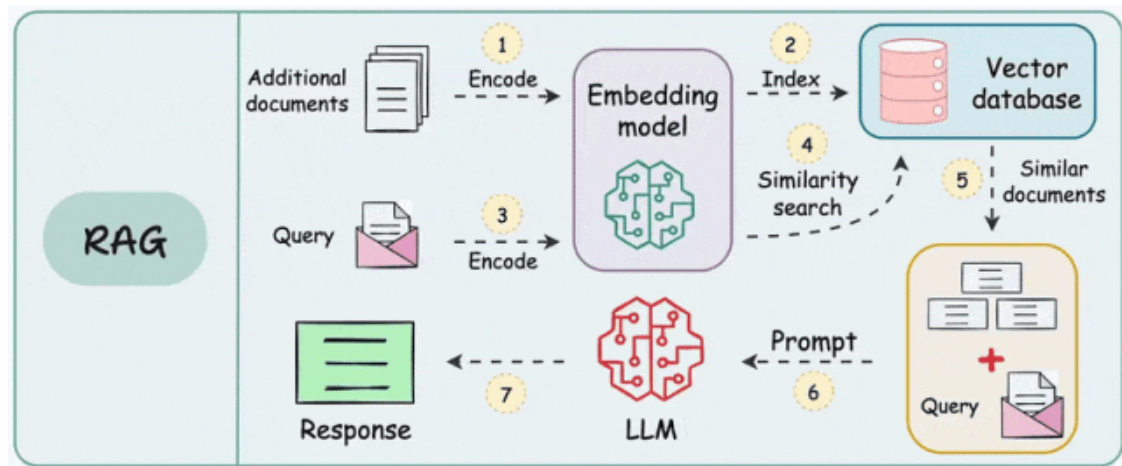 RAG
Additional
documents
1
Encode
Embedding
model
2
Index
Vector
database
Query
3
Encode
4
Similarity
search
5
Similar
documents
Query
Prompt
6
LLM
7
Response